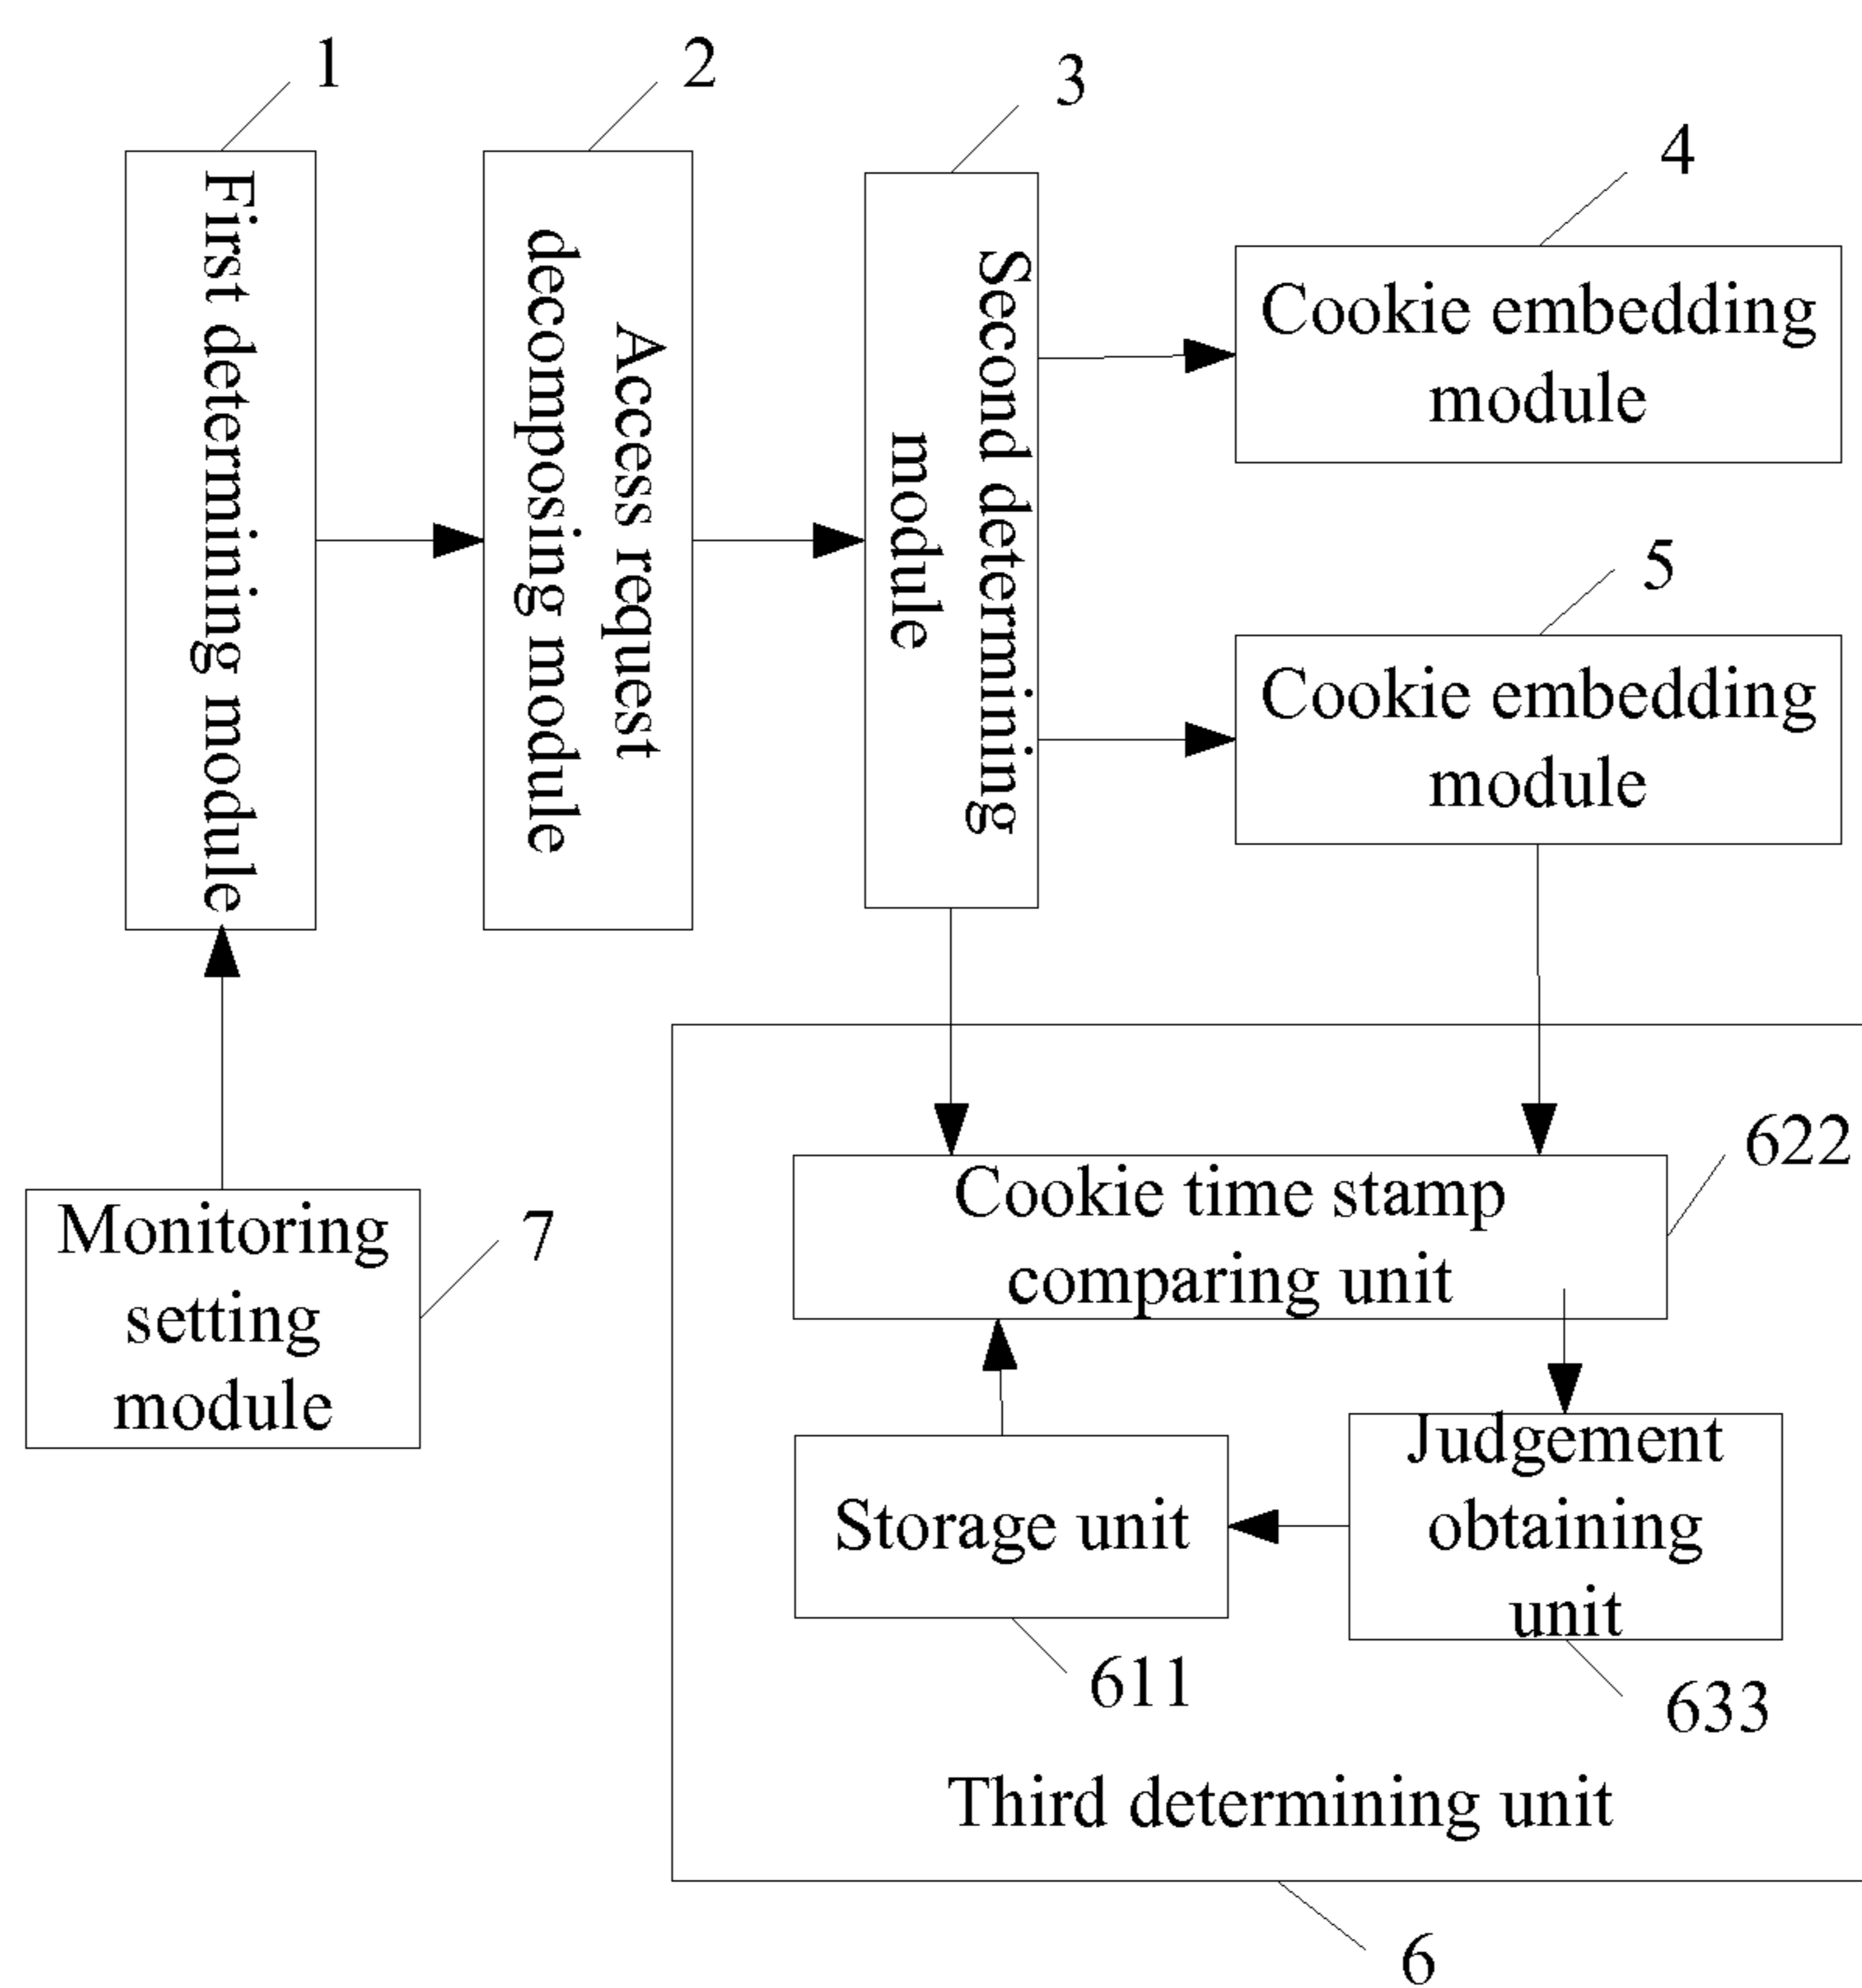 1
2
3
4
First determining module
Access request
decomposing module
Second determining
module
Cookie embedding
module
5
Cookie embedding
module
622
Cookie time stamp
comparing unit
Monitoring
setting
module
7
Storage unit
Judgement
obtaining
unit
611
633
Third determining unit
6